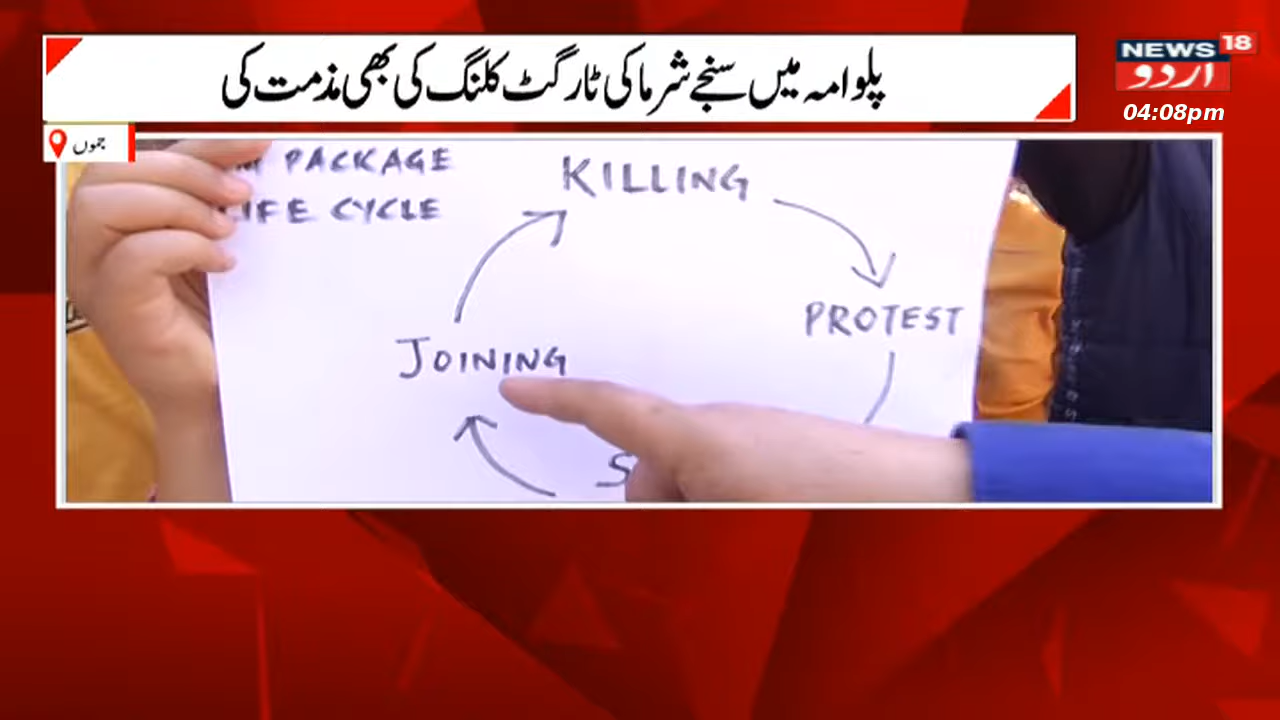 پلوامہ میں سنجے شرما کی ٹارگٹ کلنگ کی بھی مذمت کی
NEWS 18
اردو
04:08pm
جموں
PACKAGE
LIFE CYCLE
KILLING
PROTEST
JOINING